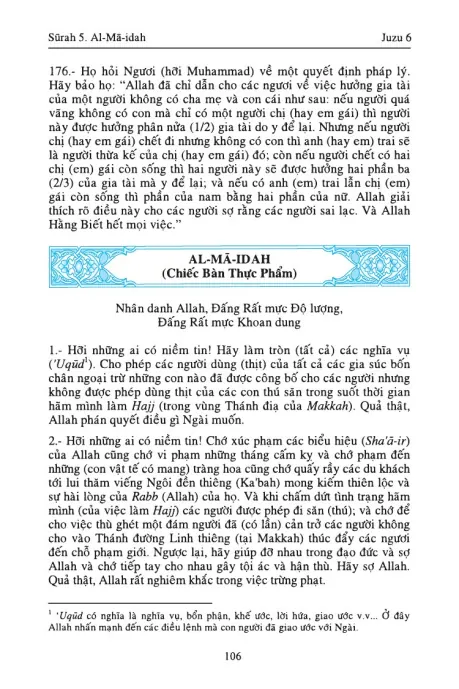 Sūrah 5. Al-Mā-idah Juzu 6
176.- Họ hỏi Ngươi (hỡi Muhammad) về một quyết định pháp lý.
Hãy bảo họ: “Allah đã chỉ dẫn cho các ngươi về việc hưởng gia tài
của một người không có cha mẹ và con cái như sau: nếu người quá
vãng không có con mà chỉ có một người chị (hay em gái) thì người
này được hưởng phân nửa (1/2) gia tài do y để lại. Nhưng nếu người
chị (hay em gái) chết đi nhưng không có con thì anh (hay em) trai sẽ
là người thừa kế của chị (hay em gái) đó; còn nếu người chết có hai
chị (em) gái còn sống thì hai người này sẽ được hưởng hai phần ba
(2/3) của gia tài mà y để lại; và nếu có anh (em) trai lẫn chị (em)
gái còn sống thì phần của nam bằng hai phần của nữ. Allah giải
thích rõ điều này cho các người sợ rằng các người sai lạc. Và Allah
Hằng Biết hết mọi việc.”
AL-MĀ-IDAH
(Chiếc Bàn Thực Phẩm)
Nhân danh Allah, Đấng Rất mực Độ lượng,
Đấng Rất mực Khoan dung
1.- Hỡi những ai có niềm tin! Hãy làm tròn (tất cả) các nghĩa vụ
('Uqūd¹). Cho phép các người dùng (thịt) của tất cả các gia súc bốn
chân ngoại trừ những con nào đã được công bố cho các người nhưng
không được phép dùng thịt của các con thú săn trong suốt thời gian
hãm mình làm Hajj (trong vùng Thánh địa của Makkah). Quả thật,
Allah phán quyết điều gì Ngài muốn.
2.- Hỡi những ai có niềm tin! Chớ xúc phạm các biểu hiệu (Sha'ā-ir)
của Allah cũng chớ vi phạm những tháng cấm kỵ và chớ phạm đến
những (con vật tế có mang) tràng hoa cũng chớ quấy rầy các du khách
tới lui thăm viếng Ngôi đền thiêng (Ka'bah) mong kiếm thiên lộc và
sự hài lòng của Rabb (Allah) của họ. Và khi chấm dứt tình trạng hãm
mình (của việc làm Hajj) các người được phép đi săn (thú); và chớ để
cho việc thù ghét một đám người đã (có lần) cản trở các người không
cho vào Thánh đường Linh thiêng (tại Makkah) thúc đẩy các ngươi
đến chỗ phạm giới. Ngược lại, hãy giúp đỡ nhau trong đạo đức và sợ
Allah và chớ tiếp tay cho nhau gây tội ác và hận thù. Hãy sợ Allah.
Quả thật, Allah rất nghiêm khắc trong việc trừng phạt.
¹ 'Uqūd có nghĩa là nghĩa vụ, bổn phận, khế ước, lời hứa, giao ước v.v... Ở đây
Allah nhấn mạnh đến các điều lệnh mà con người đã giao ước với Ngài.
106